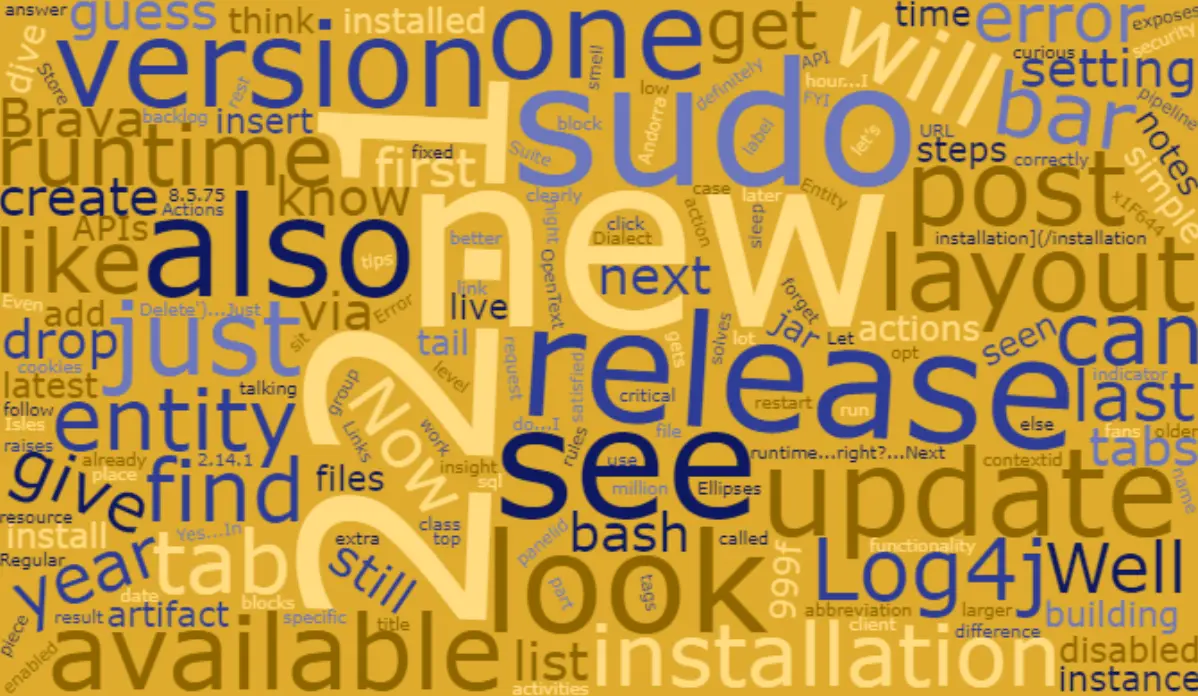 answer
guess
think
installed
one
get
time
error
exposes
security
dive
Store
version
rest
smell
low
definitely
API
hour...I
FYI
will
curious
setting
bar
pipeline
notes
Brava
backlog
insert
block
Andorra
label
let's
sudo
URL
steps
correctly
simple
runtime
first
fixed
Suite
22.1
new
create
8.5.75
Actions
know
clearly
case
later
Entity
post
x1F644
APIs
also
tips
better
night
click
Dialect
action
sleep
OpenText
installation](/installation
like
layout
next
Even
add
Delete')...Just
via
Error
link
live
forget
jar
Let
actions
seen
can
drop
just
sit
tail
request
satisfied
gets
solves
lot
opt
release
cookies
latest
talking
group
level
critical
restart
run
indicator
last
follow
Isles
entity
Links
Now
work
do...I
rules
file
else
fans
older
raises
tabs
already
place
2.14.1
insight
sql
see
use
million
Ellipses
runtime...right?...Next
contextid
name
give
find
files
update
resource
install
Yes...In
extra
class
top
bash
called
panelid
functionality
Regular
year
tab
still
look
part
tags
999f
Log4j
Well
date
blocks
abbreviation
larger
building
result
artifact
specific
title
client
difference
piece
enabled
available
list
activities
installation
disabled
instance